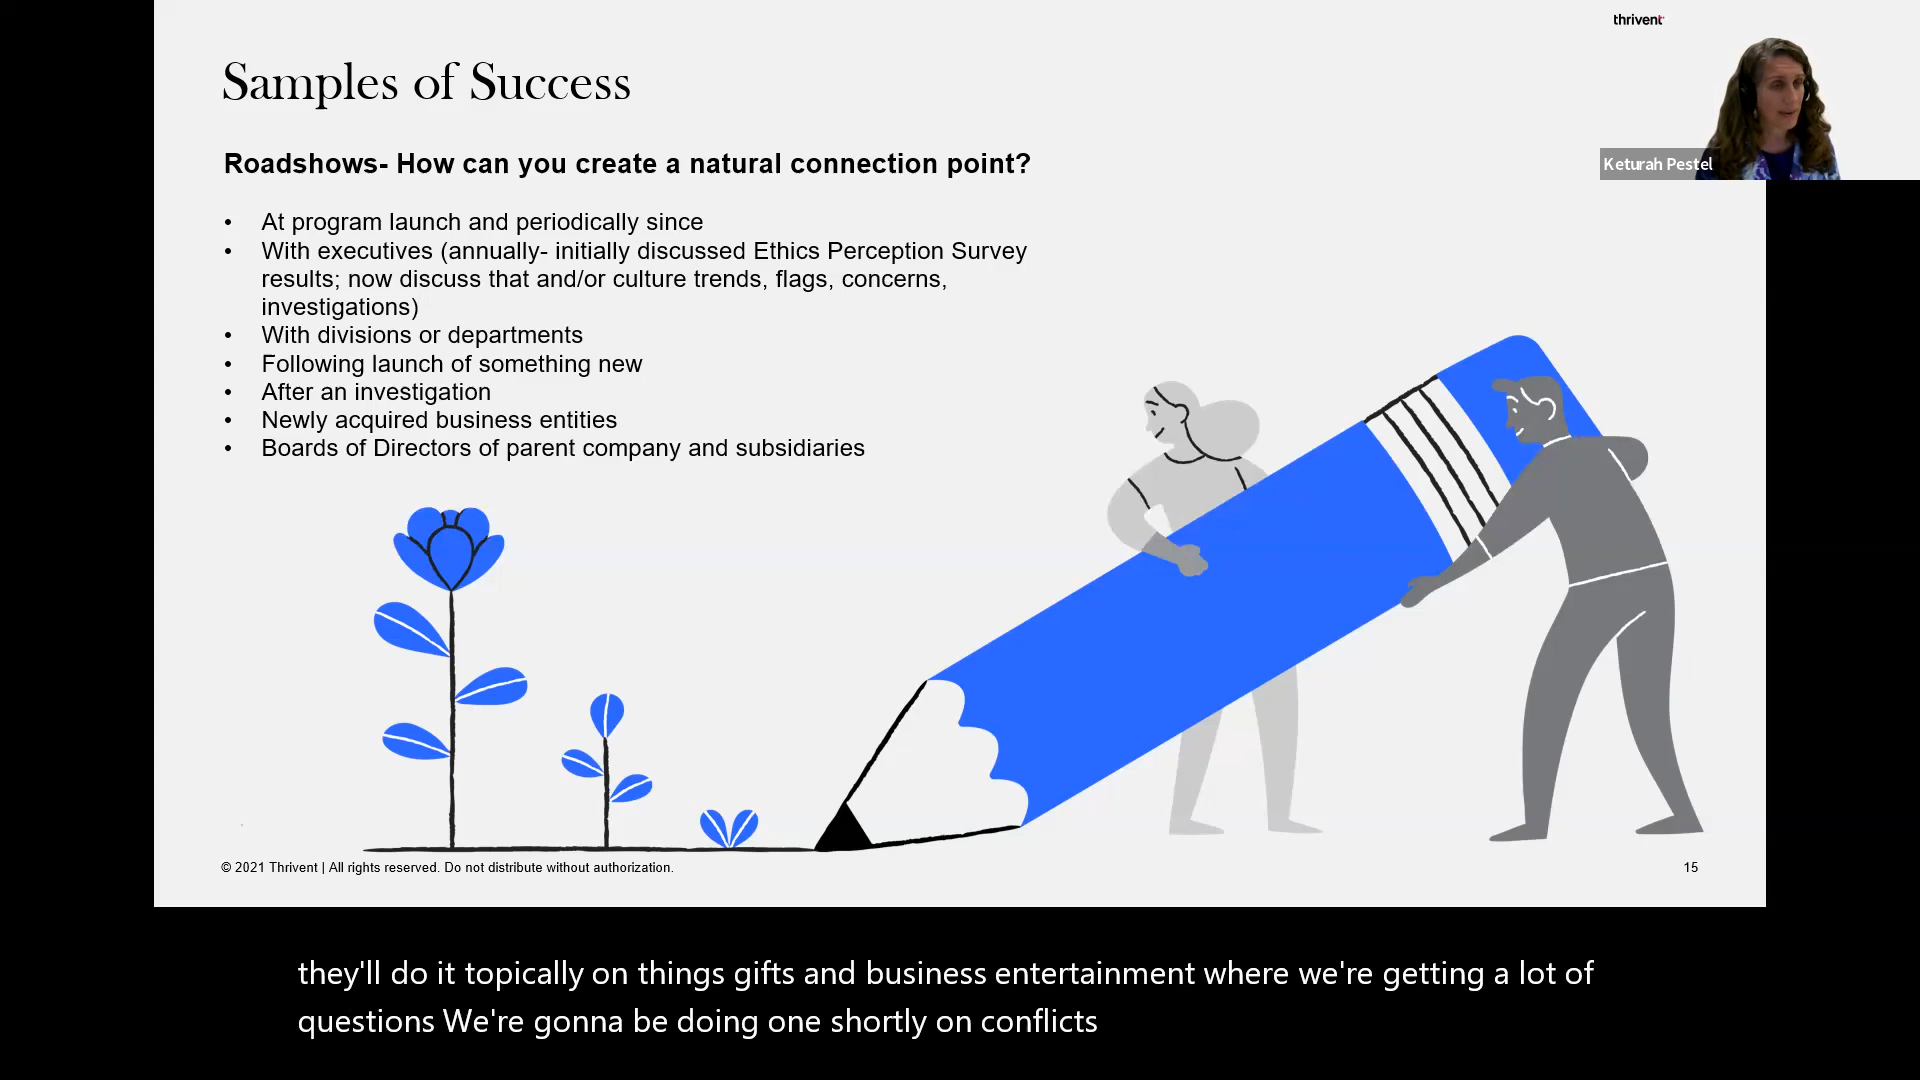 thrivent
Samples of Success
Keturah Pestel
Roadshows- How can you create a natural connection point?
• At program launch and periodically since
• With executives (annually- initially discussed Ethics Perception Survey
results; now discuss that and/or culture trends, flags, concerns,
investigations)
• With divisions or departments
• Following launch of something new
• After an investigation
• Newly acquired business entities
• Boards of Directors of parent company and subsidiaries
© 2021 Thrivent | All rights reserved. Do not distribute without authorization.
15
they'll do it topically on things gifts and business entertainment where we're getting a lot of
questions We're gonna be doing one shortly on conflicts